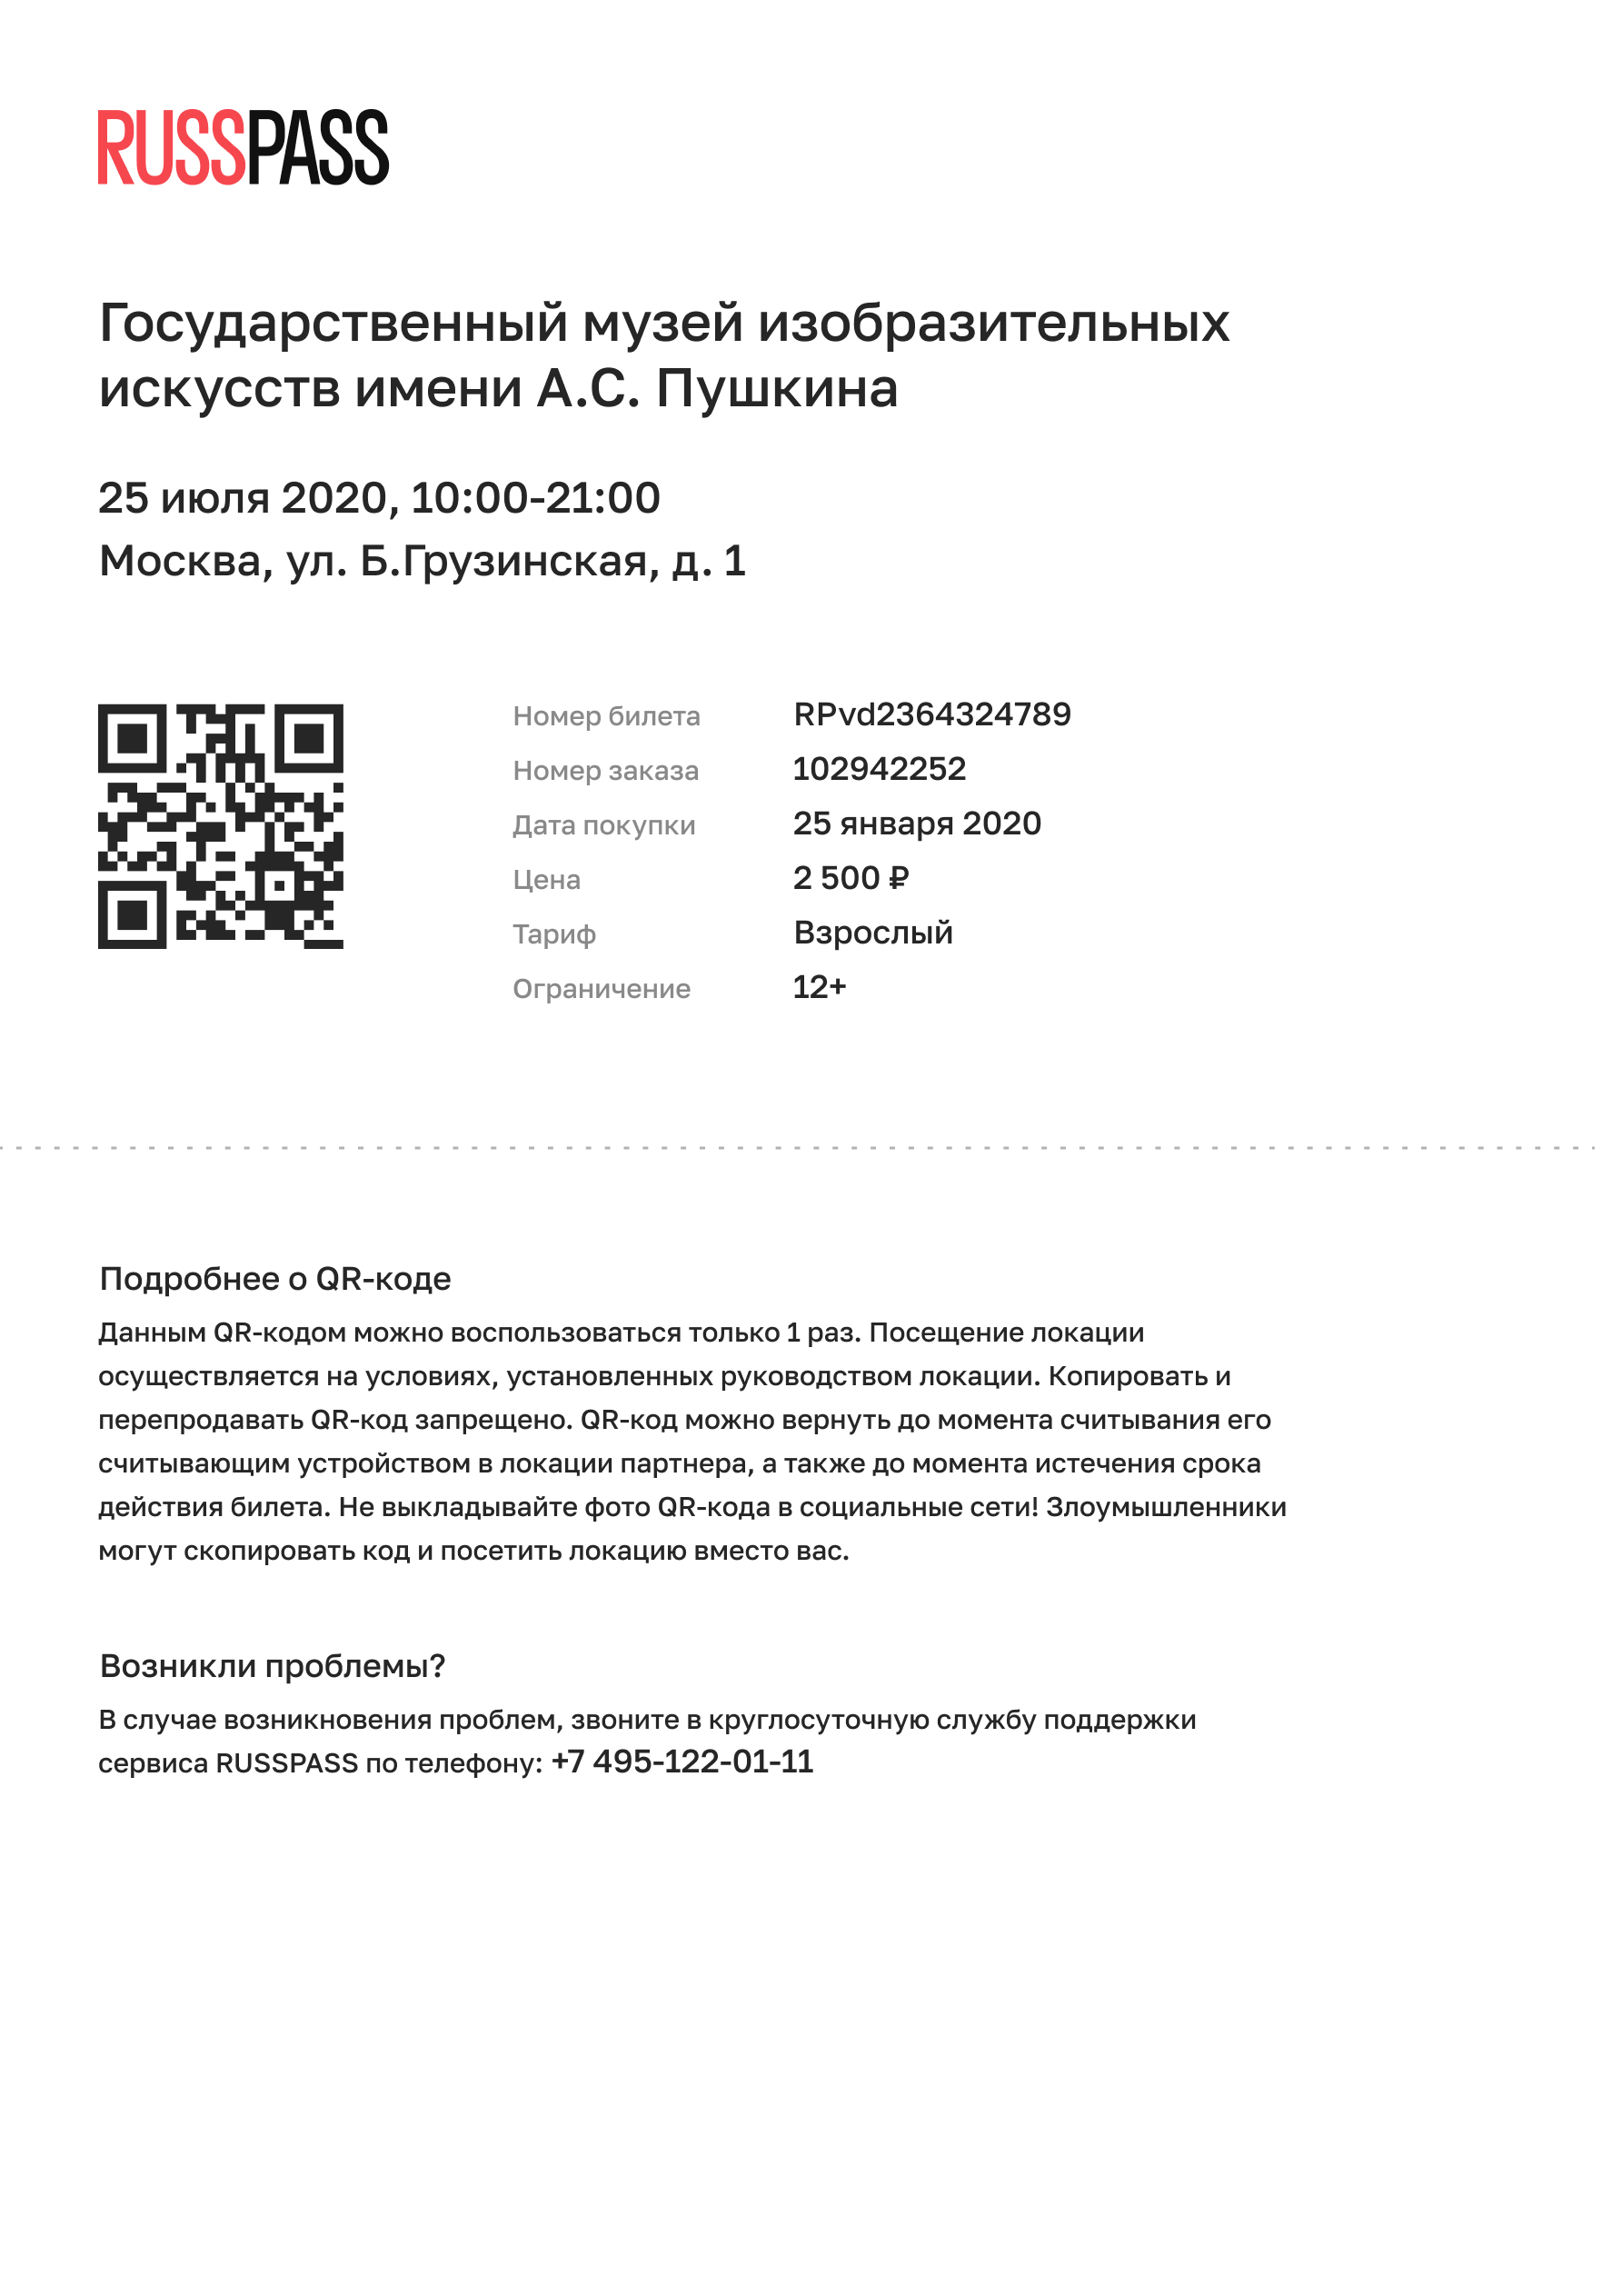 RUSSPASS
Государственный музей изобразительных
искусств имени А.С. Пушкина
25 июля 2020, 10:00-21:00
Москва, ул. Б.Грузинская, д. 1
Номер билета RPvd2364324789
Номер заказа 102942252
Дата покупки 25 января 2020
Цена 2 500 ₽
Тариф Взрослый
Ограничение 12+
Подробнее о QR-коде
Данным QR-кодом можно воспользоваться только 1 раз. Посещение локации
осуществляется на условиях, установленных руководством локации. Копировать и
перепродавать QR-код запрещено. QR-код можно вернуть до момента считывания его
считывающим устройством в локации партнера, а также до момента истечения срока
действия билета. Не выкладывайте фото QR-кода в социальные сети! Злоумышленники
могут скопировать код и посетить локацию вместо вас.
Возникли проблемы?
В случае возникновения проблем, звоните в круглосуточную службу поддержки
сервиса RUSSPASS по телефону: +7 495-122-01-11